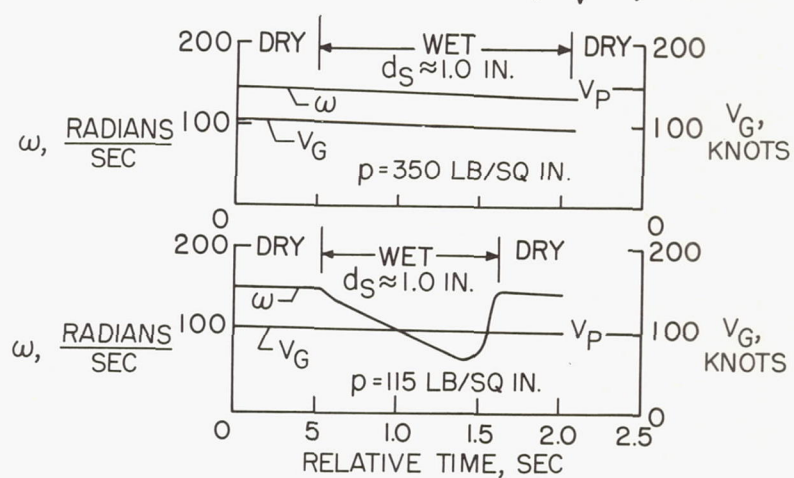 200 DRY WET DRY 200
dS≈1.0 IN.
VP
ω
ω, RADIANS/SEC 100 100 VG, KNOTS
VG
p=350 LB/SQ IN.
0 0
200 DRY WET DRY 200
dS≈1.0 IN.
ω
ω, RADIANS/SEC 100 VP 100 VG, KNOTS
VG
p=115 LB/SQ IN.
0
0 5 1.0 1.5 2.0 2.5
RELATIVE TIME, SEC